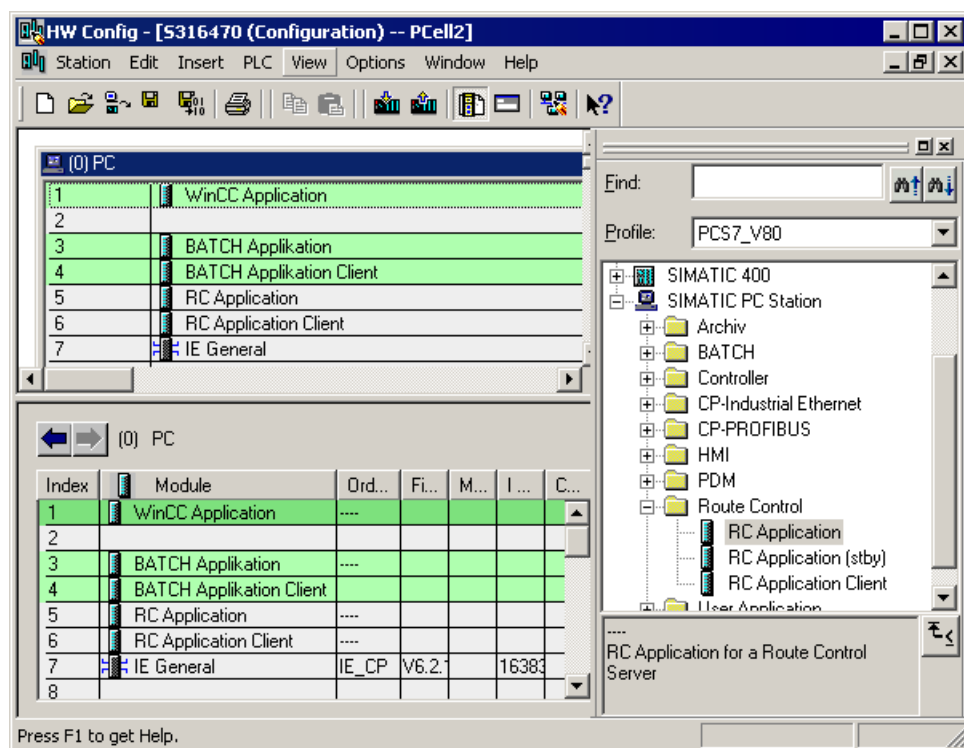 HW Config - [S316470 (Configuration) -- PCell2]
Station Edit Insert PLC View Options Window Help
(0) PC
1 WinCC Application
2
3 BATCH Applikation
4 BATCH Applikation Client
5 RC Application
6 RC Application Client
7 IE General
(0) PC
Index Module Ord... Fi... M... I ... C...
1 WinCC Application ----
2
3 BATCH Applikation ----
4 BATCH Applikation Client
5 RC Application ----
6 RC Application Client ----
7 IE General IE_CP V6.2. 16383
8
Find:
Profile: PCS7_V80
SIMATIC 400
SIMATIC PC Station
Archiv
BATCH
Controller
CP-Industrial Ethernet
CP-PROFIBUS
HMI
PDM
Route Control
RC Application
RC Application (stby)
RC Application Client
User Application
----
RC Application for a Route Control
Server
Press F1 to get Help.